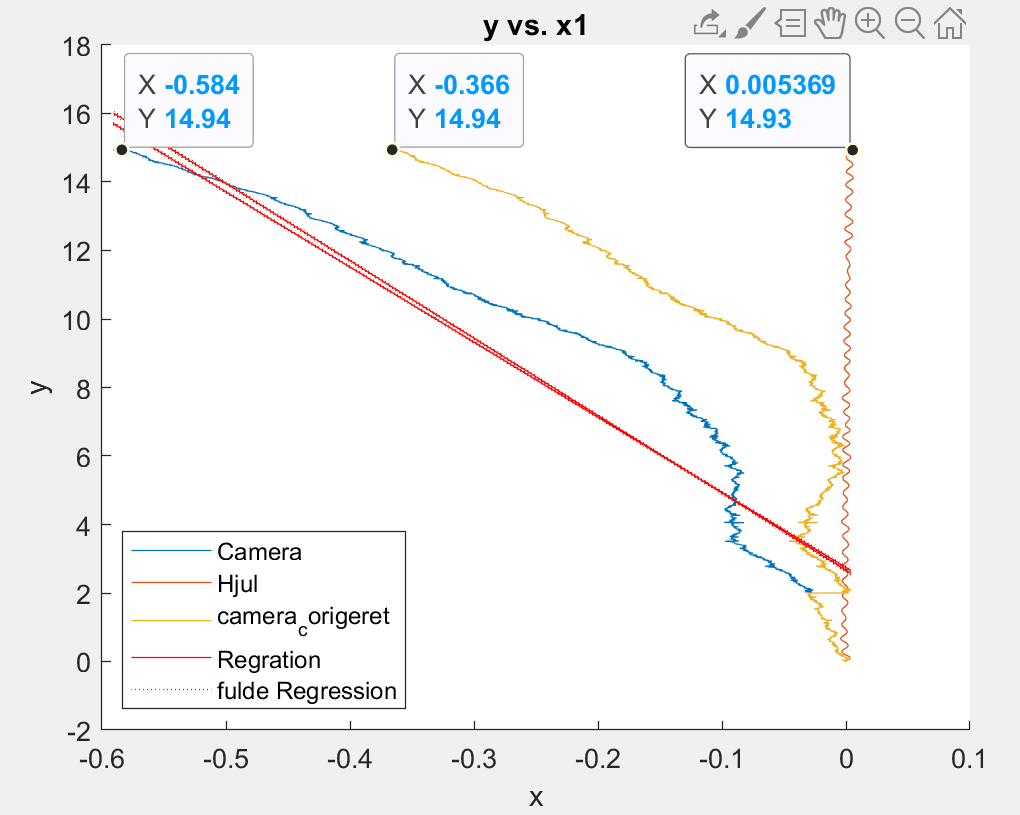 y vs. x1
X -0.584
Y 14.94
X -0.366
Y 14.94
X 0.005369
Y 14.93
18
16
14
12
10
8
6
4
2
0
-2
y
Camera
Hjul
camera_corigeret
Regration
fulde Regression
-0.6 -0.5 -0.4 -0.3 -0.2 -0.1 0 0.1
x